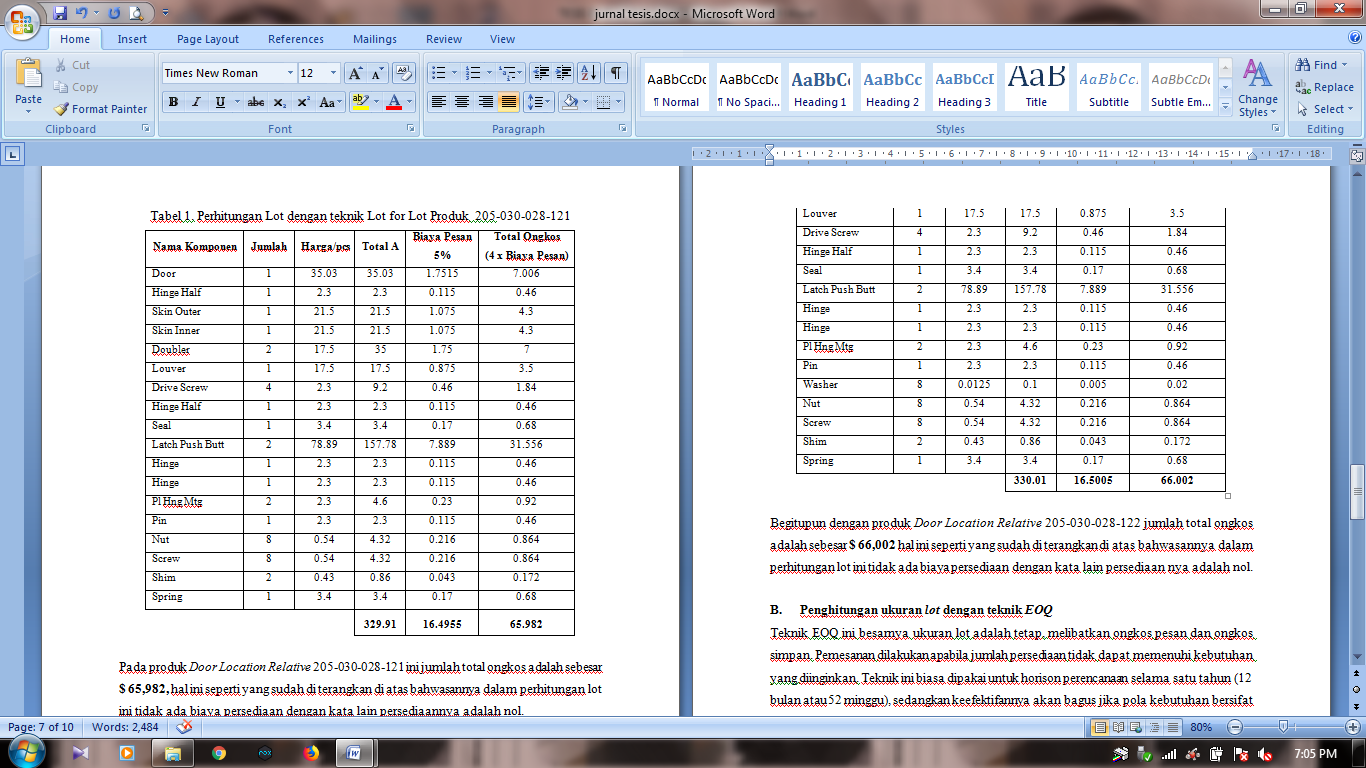 jurnal tesis.docx - Microsoft Word
Home Insert Page Layout References Mailings Review View
Paste
Cut
Copy
Format Painter
Clipboard
Times New Roman 12
B I U abc x₂ x² Aa ab A
Font
Paragraph
AaBbCcDc AaBbCcDc AaBbC AaBbCc AaBbCcI AaB AaBbCc. AaBbCcDc
¶ Normal ¶ No Spaci... Heading 1 Heading 2 Heading 3 Title Subtitle Subtle Em...
Change
Styles
Styles
Find
Replace
Select
Editing
2 1 1 2 3 4 5 6 7 8 9 10 11 12 13 14 15 17 18
Tabel 1. Perhitungan Lot dengan teknik Lot for Lot Produk 205-030-028-121
Nama Komponen Jumlah Harga/pcs Total A Biaya Pesan 5% Total Ongkos (4 x Biaya Pesan)
Door 1 35.03 35.03 1.7515 7.006
Hinge Half 1 2.3 2.3 0.115 0.46
Skin Outer 1 21.5 21.5 1.075 4.3
Skin Inner 1 21.5 21.5 1.075 4.3
Doubler 2 17.5 35 1.75 7
Louver 1 17.5 17.5 0.875 3.5
Drive Screw 4 2.3 9.2 0.46 1.84
Hinge Half 1 2.3 2.3 0.115 0.46
Seal 1 3.4 3.4 0.17 0.68
Latch Push Butt 2 78.89 157.78 7.889 31.556
Hinge 1 2.3 2.3 0.115 0.46
Hinge 1 2.3 2.3 0.115 0.46
Pl Hng Mtg 2 2.3 4.6 0.23 0.92
Pin 1 2.3 2.3 0.115 0.46
Nut 8 0.54 4.32 0.216 0.864
Screw 8 0.54 4.32 0.216 0.864
Shim 2 0.43 0.86 0.043 0.172
Spring 1 3.4 3.4 0.17 0.68
329.91 16.4955 65.982
Pada produk Door Location Relative 205-030-028-121 ini jumlah total ongkos adalah sebesar
$ 65,982, hal ini seperti yang sudah di terangkan di atas bahwasannya dalam perhitungan lot
ini tidak ada biaya persediaan dengan kata lain persediaannya adalah nol.
Louver 1 17.5 17.5 0.875 3.5
Drive Screw 4 2.3 9.2 0.46 1.84
Hinge Half 1 2.3 2.3 0.115 0.46
Seal 1 3.4 3.4 0.17 0.68
Latch Push Butt 2 78.89 157.78 7.889 31.556
Hinge 1 2.3 2.3 0.115 0.46
Hinge 1 2.3 2.3 0.115 0.46
Pl Hng Mtg 2 2.3 4.6 0.23 0.92
Pin 1 2.3 2.3 0.115 0.46
Washer 8 0.0125 0.1 0.005 0.02
Nut 8 0.54 4.32 0.216 0.864
Screw 8 0.54 4.32 0.216 0.864
Shim 2 0.43 0.86 0.043 0.172
Spring 1 3.4 3.4 0.17 0.68
330.01 16.5005 66.002
Begitupun dengan produk Door Location Relative 205-030-028-122 jumlah total ongkos
adalah sebesar $ 66,002 hal ini seperti yang sudah di terangkan di atas bahwasannya dalam
perhitungan lot ini tidak ada biaya persediaan dengan kata lain persediaan nya adalah nol.
B. Penghitungan ukuran lot dengan teknik EOQ
Teknik EOQ ini besarnya ukuran lot adalah tetap, melibatkan ongkos pesan dan ongkos
simpan. Pemesanan dilakukan apabila jumlah persediaan tidak dapat memenuhi kebutuhan
yang diinginkan. Teknik ini biasa dipakai untuk horison perencanaan selama satu tahun (12
bulan atau 52 minggu). sedangkan keefektifannya akan bagus jika pola kebutuhan bersifat
Page: 7 of 10 Words: 2,484 80%
7:05 PM